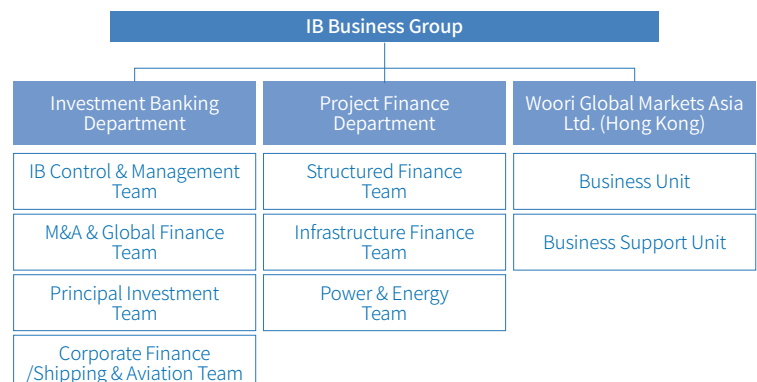 IB Business Group
Investment Banking
Department
Project Finance
Department
Woori Global Markets Asia
Ltd. (Hong Kong)
IB Control & Management
Team
Structured Finance
Team
Business Unit
M&A & Global Finance
Team
Infrastructure Finance
Team
Business Support Unit
Principal Investment
Team
Power & Energy
Team
Corporate Finance
/Shipping & Aviation Team